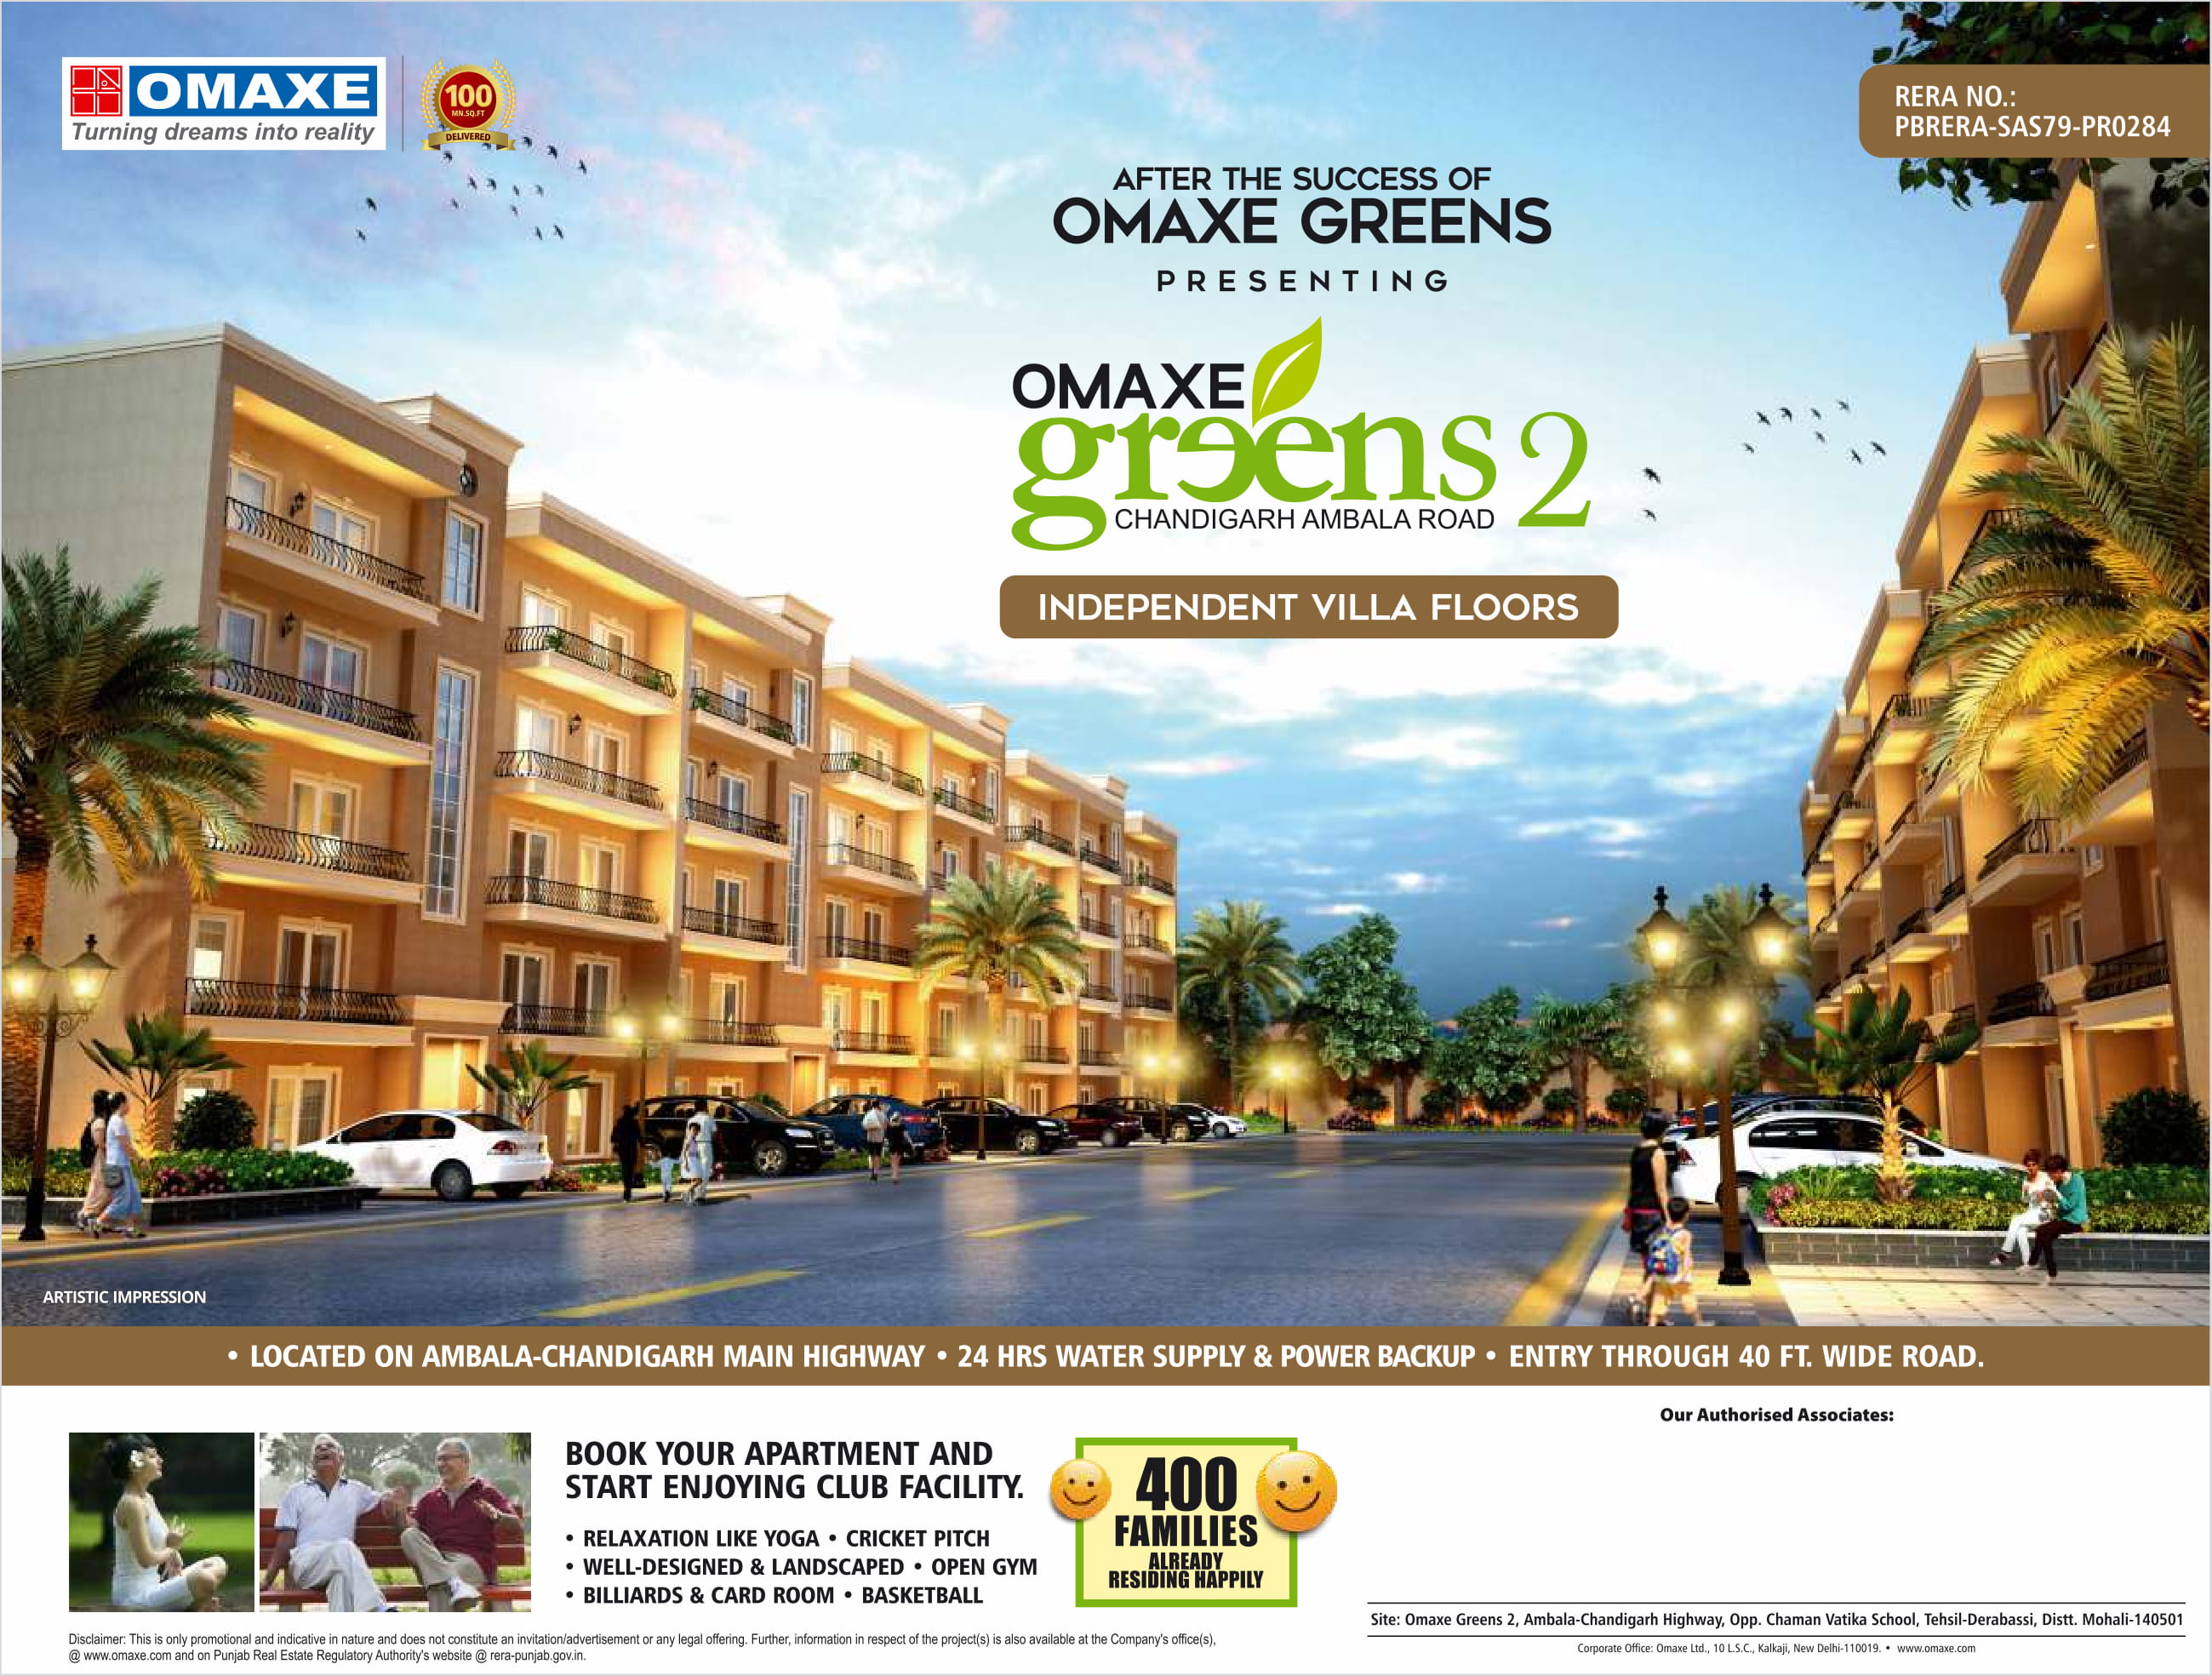 OMAXE
Turning dreams into reality
100
MN.SQ.FT
DELIVERED
RERA NO.:
PBRERA-SAS79-PR0284
AFTER THE SUCCESS OF
OMAXE GREENS
PRESENTING
OMAXE
greens 2
CHANDIGARH AMBALA ROAD
INDEPENDENT VILLA FLOORS
ARTISTIC IMPRESSION
• LOCATED ON AMBALA-CHANDIGARH MAIN HIGHWAY • 24 HRS WATER SUPPLY & POWER BACKUP • ENTRY THROUGH 40 FT. WIDE ROAD.
BOOK YOUR APARTMENT AND
START ENJOYING CLUB FACILITY.
• RELAXATION LIKE YOGA • CRICKET PITCH
• WELL-DESIGNED & LANDSCAPED • OPEN GYM
• BILLIARDS & CARD ROOM • BASKETBALL
400
FAMILIES
ALREADY
RESIDING HAPPILY
Our Authorised Associates:
Site: Omaxe Greens 2, Ambala-Chandigarh Highway, Opp. Chaman Vatika School, Tehsil-Derabassi, Distt. Mohali-140501
Corporate Office: Omaxe Ltd., 10 L.S.C., Kalkaji, New Delhi-110019. • www.omaxe.com
Disclaimer: This is only promotional and indicative in nature and does not constitute an invitation/advertisement or any legal offering. Further, information in respect of the project(s) is also available at the Company's office(s),
@ www.omaxe.com and on Punjab Real Estate Regulatory Authority's website @ rera-punjab.gov.in.